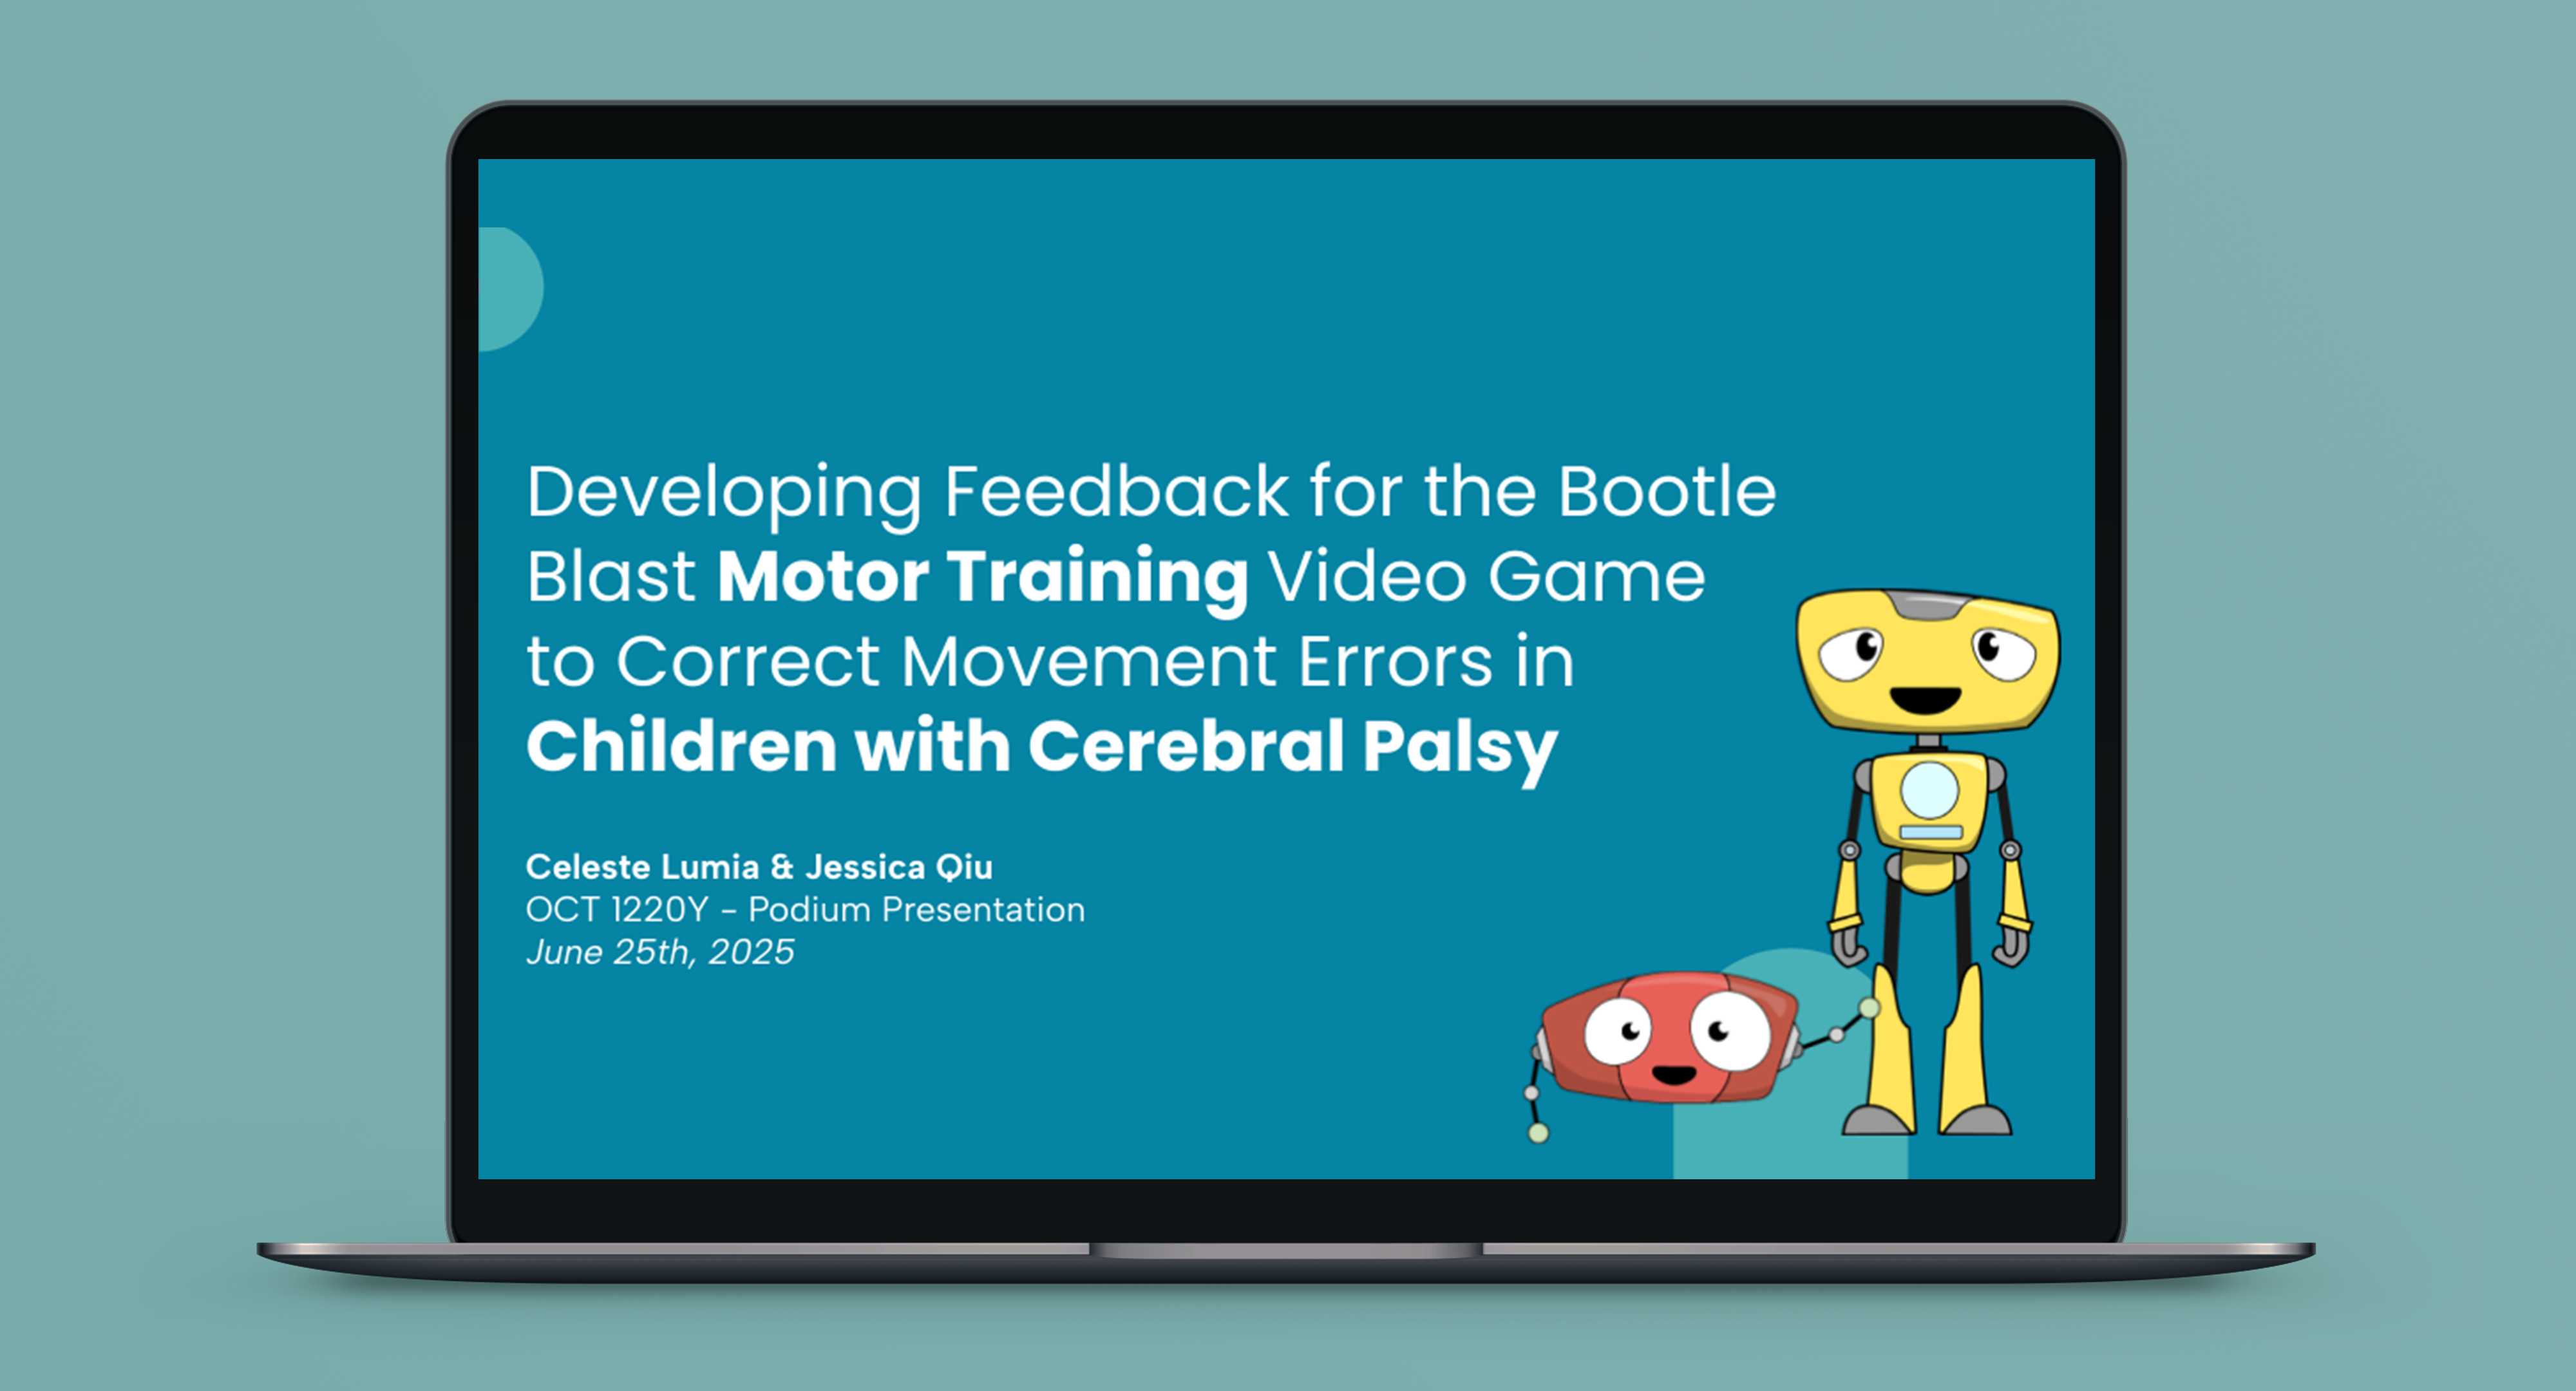 Developing Feedback for the Bootle
Blast Motor Training Video Game
to Correct Movement Errors in
Children with Cerebral Palsy
Celeste Lumia & Jessica Qiu
OCT 1220Y - Podium Presentation
June 25th, 2025